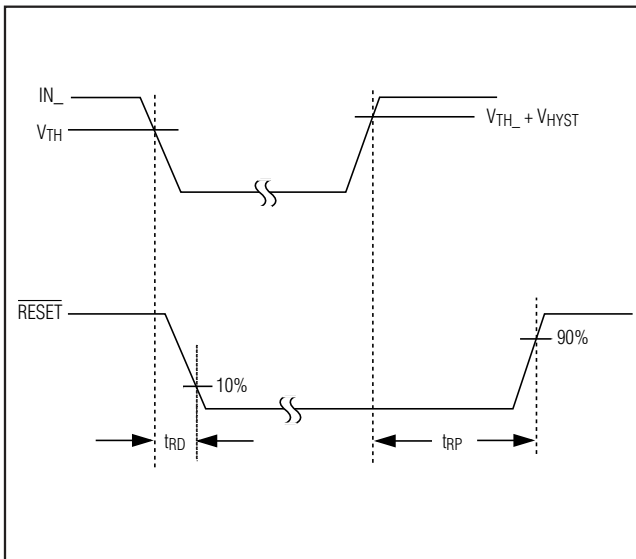 IN_
VTH
VTH_ + VHYST
RESET
10%
90%
tRD
tRP